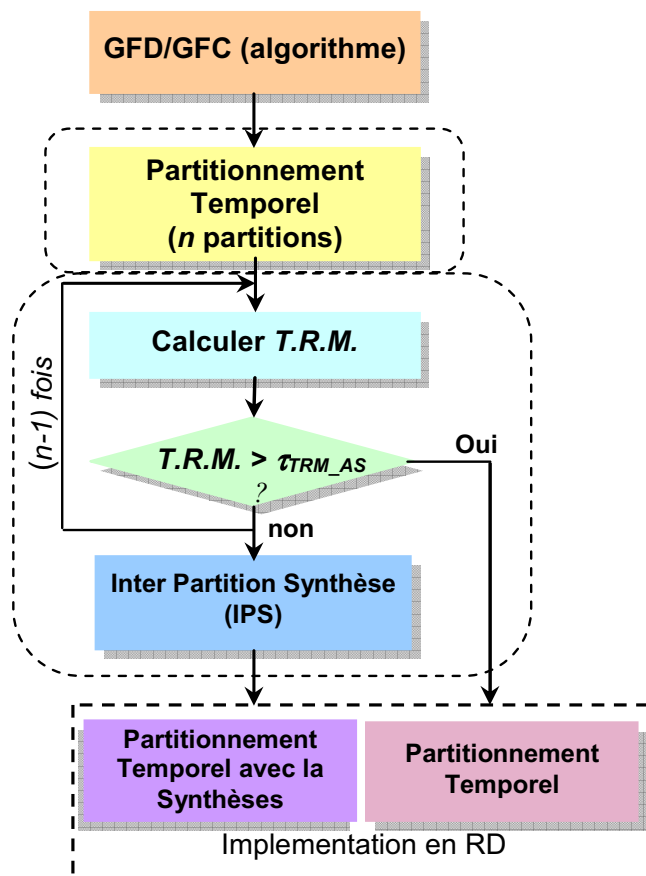 GFD/GFC (algorithme)
Partitionnement
Temporel
(n partitions)
Calculer T.R.M.
(n-1) fois
T.R.M. > τTRM_AS
?
Oui
non
Inter Partition Synthèse
(IPS)
Partitionnement
Temporel avec la
Synthèses
Partitionnement
Temporel
Implementation en RD